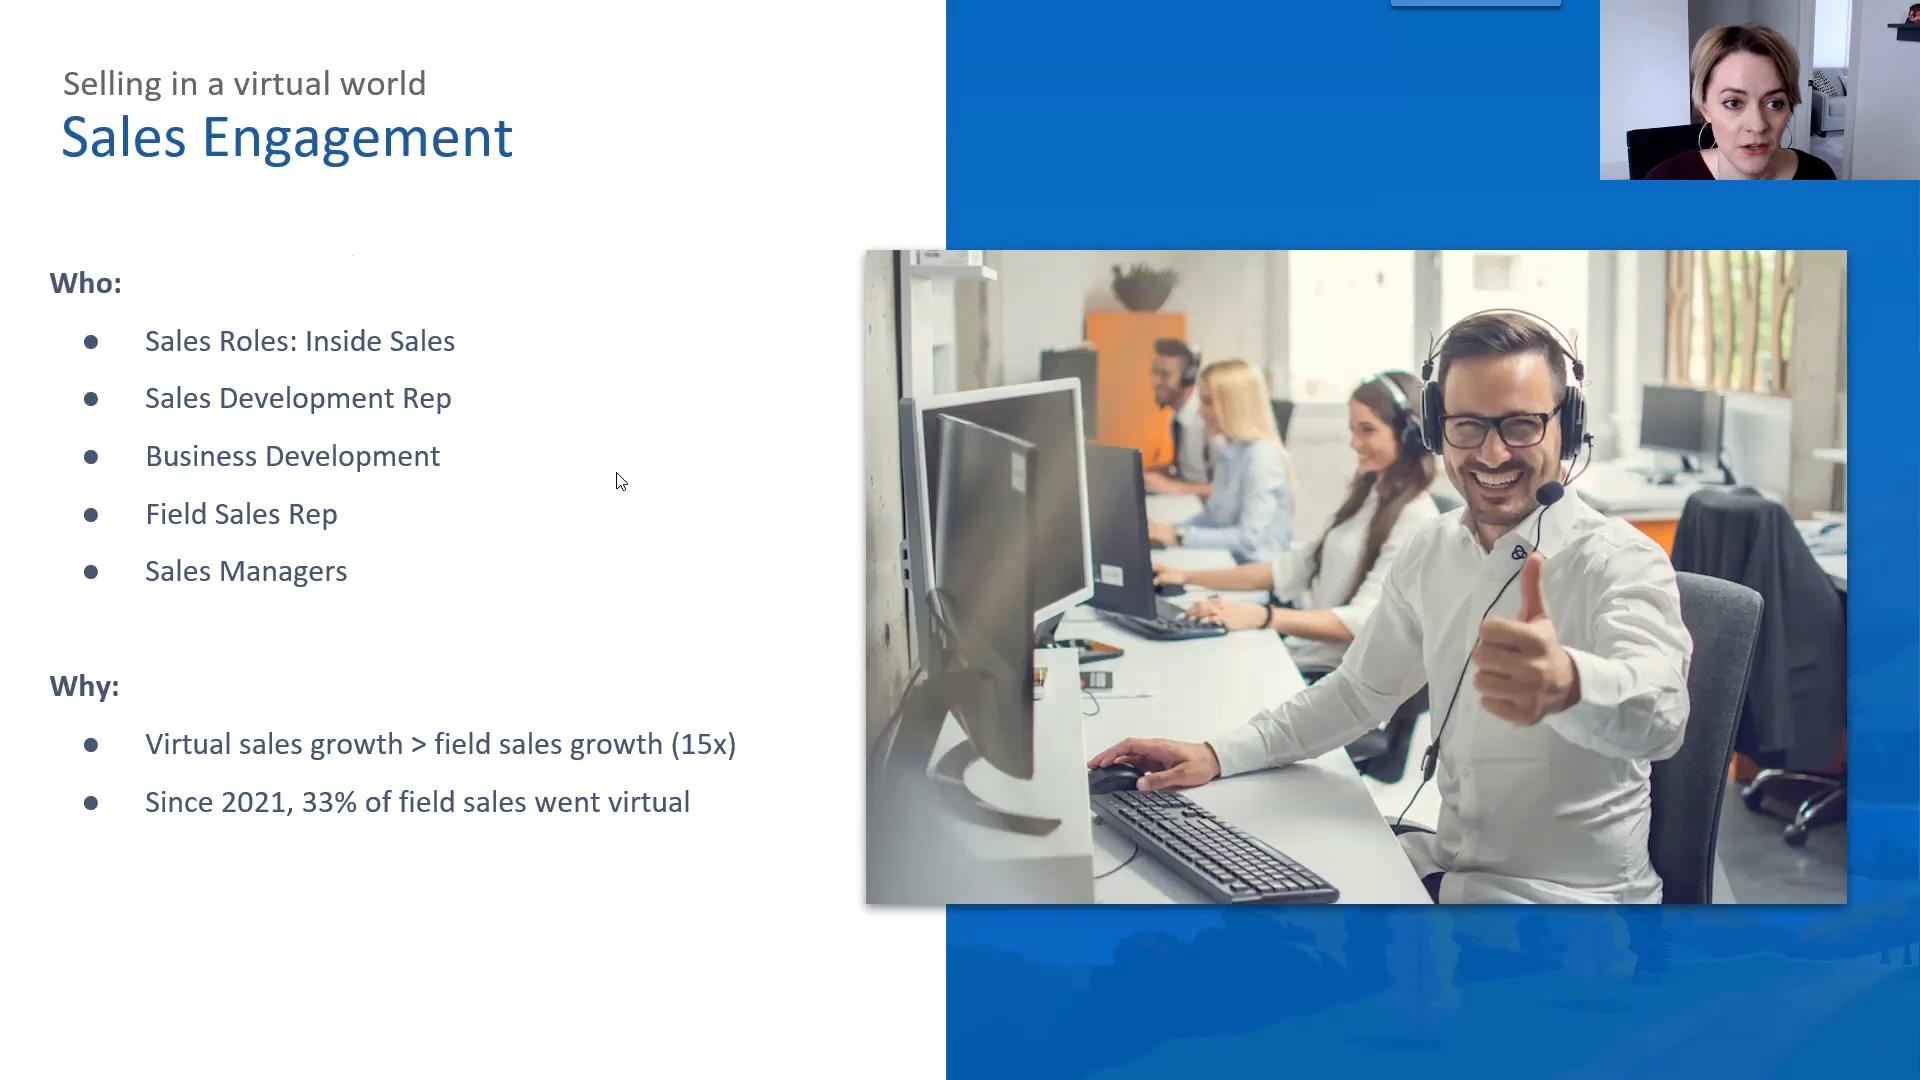 Selling in a virtual world
Sales Engagement
Who:
● Sales Roles: Inside Sales
● Sales Development Rep
● Business Development
● Field Sales Rep
● Sales Managers
Why:
● Virtual sales growth > field sales growth (15x)
● Since 2021, 33% of field sales went virtual